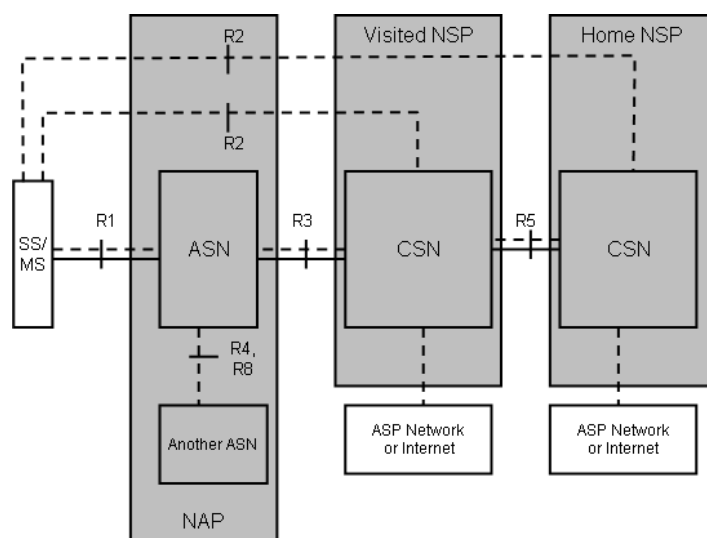 R2
Visited NSP
Home NSP
R2
SS/
MS
R1
ASN
R3
CSN
R5
CSN
R4,
R8
Another ASN
ASP Network
or Internet
ASP Network
or Internet
NAP